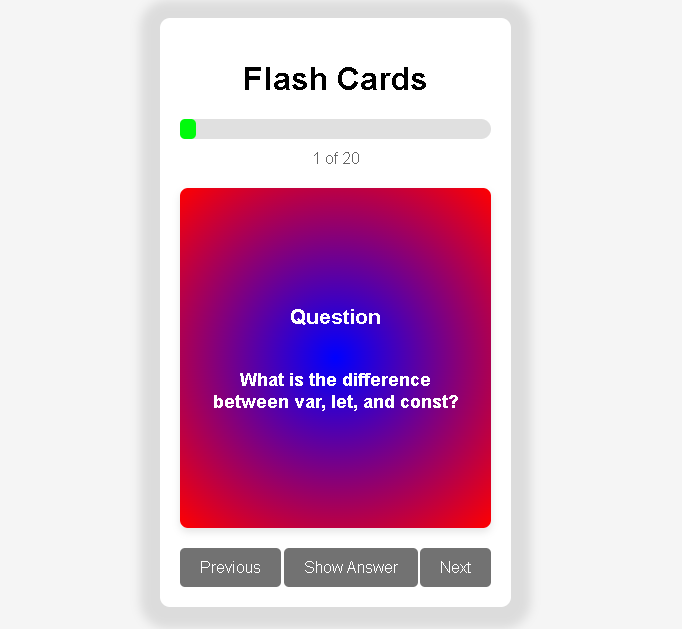 Flash Cards
1 of 20
Question
What is the difference
between var, let, and const?
Previous Show Answer Next